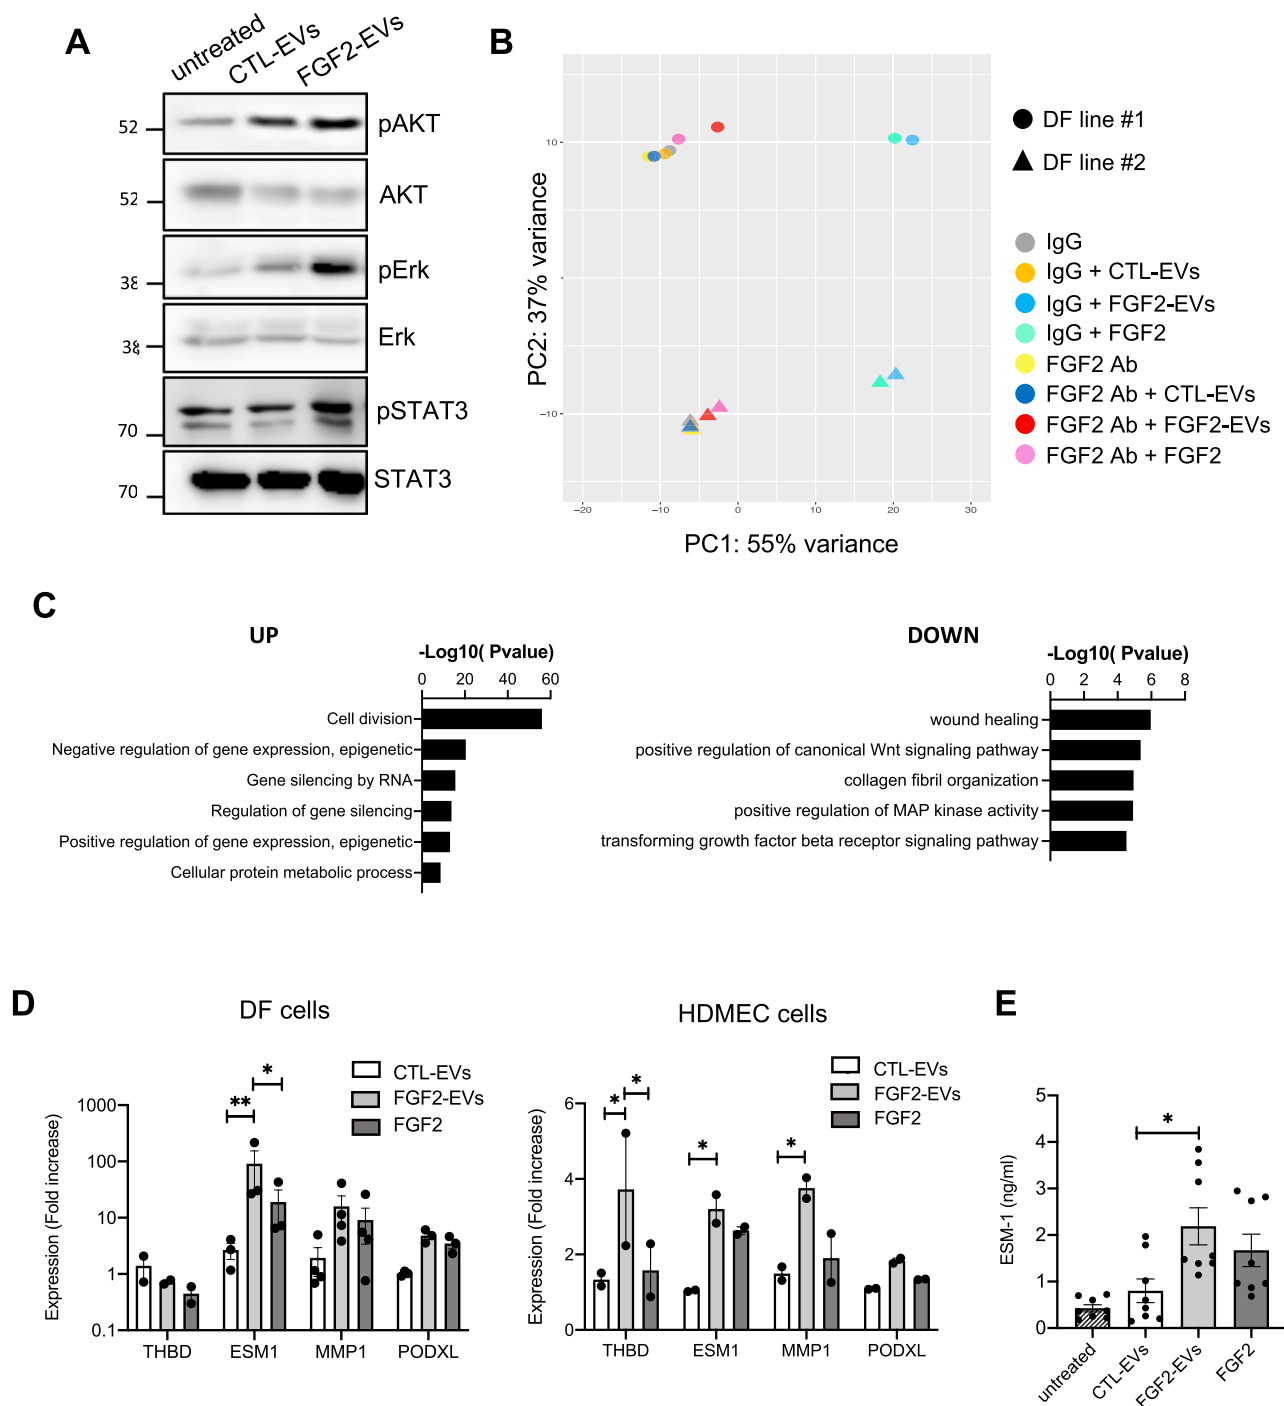 A
untreated
CTL-EVs
FGF2-EVs
52
pAKT
52
AKT
38
pErk
38
Erk
70
pSTAT3
70
STAT3
B
PC2: 37% variance
10
−10
−20
−10
0
10
20
30
PC1: 55% variance
DF line #1
DF line #2
IgG
IgG + CTL-EVs
IgG + FGF2-EVs
IgG + FGF2
FGF2 Ab
FGF2 Ab + CTL-EVs
FGF2 Ab + FGF2-EVs
FGF2 Ab + FGF2
C
UP
-Log10( Pvalue)
0 20 40 60
Cell division
Negative regulation of gene expression, epigenetic
Gene silencing by RNA
Regulation of gene silencing
Positive regulation of gene expression, epigenetic
Cellular protein metabolic process
DOWN
-Log10( Pvalue)
0 2 4 6 8
wound healing
positive regulation of canonical Wnt signaling pathway
collagen fibril organization
positive regulation of MAP kinase activity
transforming growth factor beta receptor signaling pathway
D
DF cells
CTL-EVs
FGF2-EVs
FGF2
Expression (Fold increase)
1000
100
10
1
0.1
**
*
THBD ESM1 MMP1 PODXL
HDMEC cells
CTL-EVs
FGF2-EVs
FGF2
Expression (Fold increase)
6
4
2
0
*
*
*
*
THBD ESM1 MMP1 PODXL
E
ESM-1 (ng/ml)
5
4
3
2
1
0
*
untreated
CTL-EVs
FGF2-EVs
FGF2